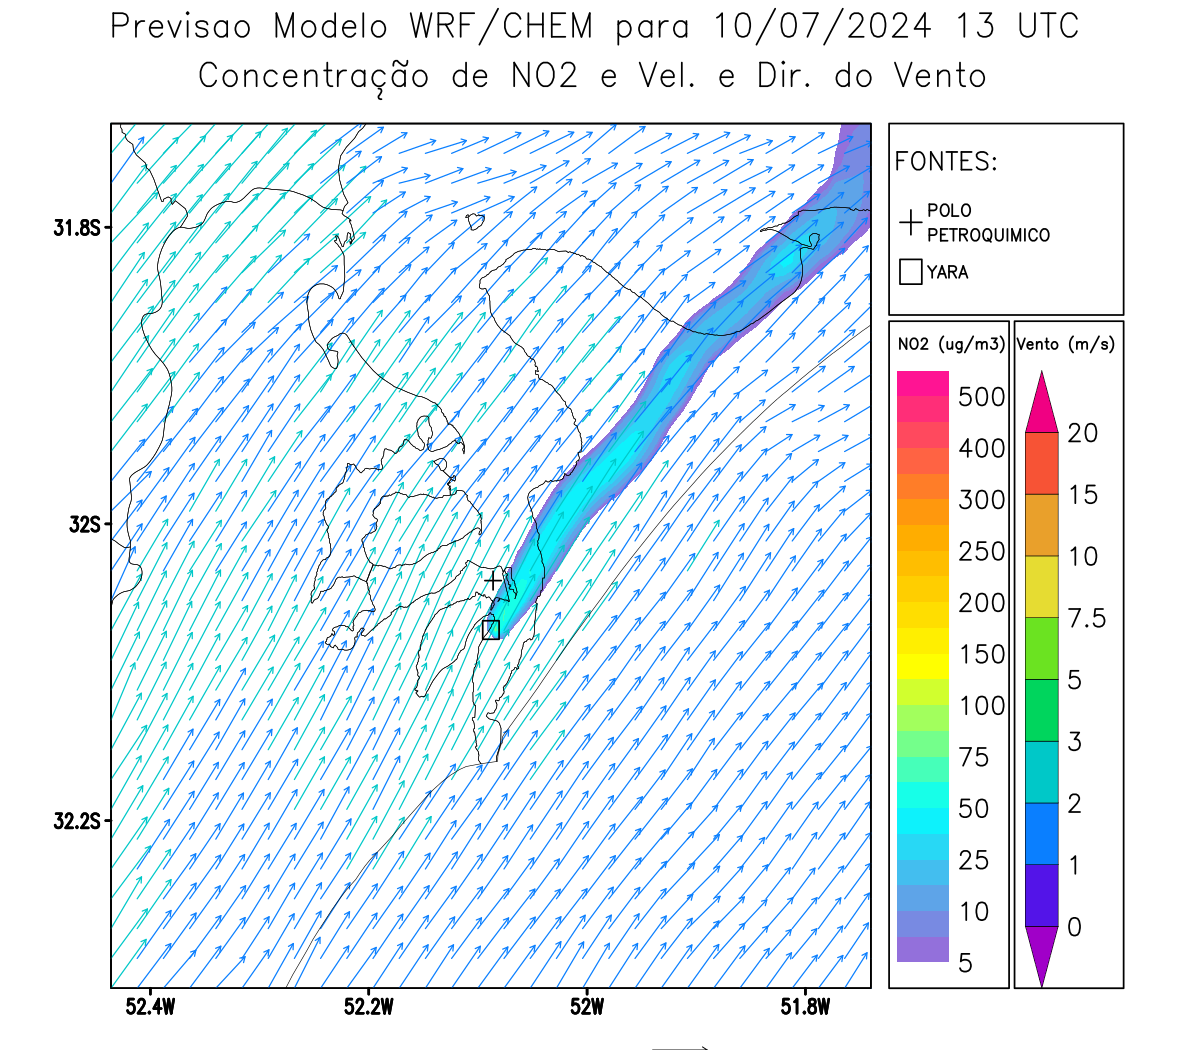 Previsao Modelo WRF/CHEM para 10/07/2024 13 UTC
Concentração de NO2 e Vel. e Dir. do Vento
FONTES:
POLO
PETROQUIMICO
YARA
31.8S
32S
32.2S
52.4W
52.2W
52W
51.8W
NO2 (ug/m3)
500
400
300
250
200
150
100
75
50
25
10
5
Vento (m/s)
20
15
10
7.5
5
3
2
1
0